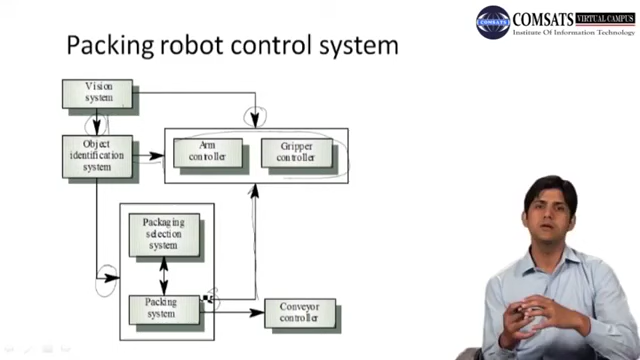 COMSATS VIRTUAL CAMPUS
Institute Of Information Technology
Packing robot control system
Vision
system
Object
identification
system
Arm
controller
Gripper
controller
Packaging
selection
system
Packing
system
Conveyor
controller